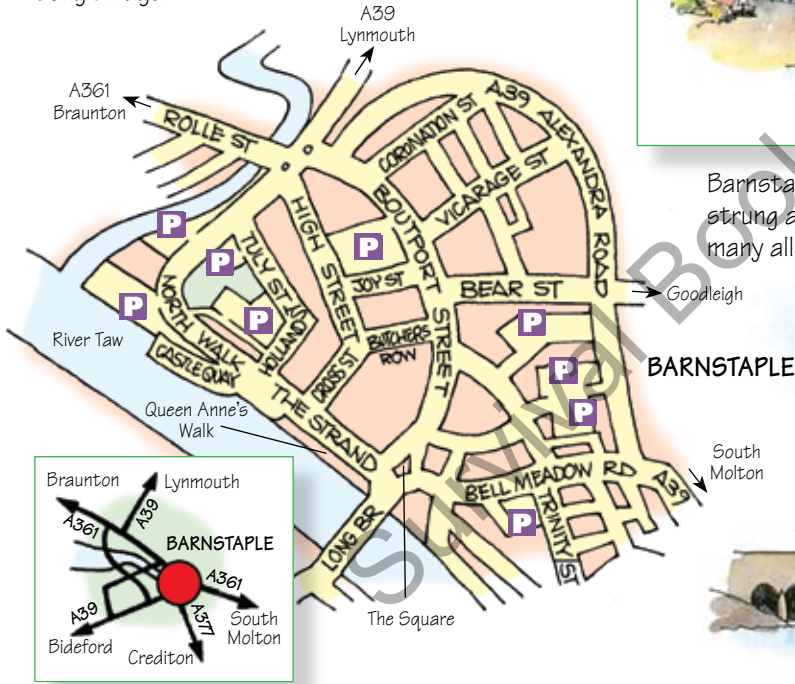 A39
Lynmouth
A361
Braunton
ROLLE ST
CORONATION ST
A39 ALEXANDRA ROAD
VICARAGE ST
BOUTPORT STREET
HIGH STREET
P
P
P
P
P
P
P
P
P
TULY ST
JOY ST
BEAR ST
Goodleigh
Barnsta
strung a
many all
NORTH WALK
HOLLAND ST
BUTCHERS
ROW
CROSS ST
CASTLE QUAY
River Taw
THE STRAND
Queen Anne's
Walk
BARNSTAPLE
South
Molton
BELL MEADOW RD
A39
TRINITY ST
LONG BR
The Square
Survival Book
Braunton
Lynmouth
A361
A39
BARNSTAPLE
A361
A39
A377
South
Molton
Bideford
Crediton